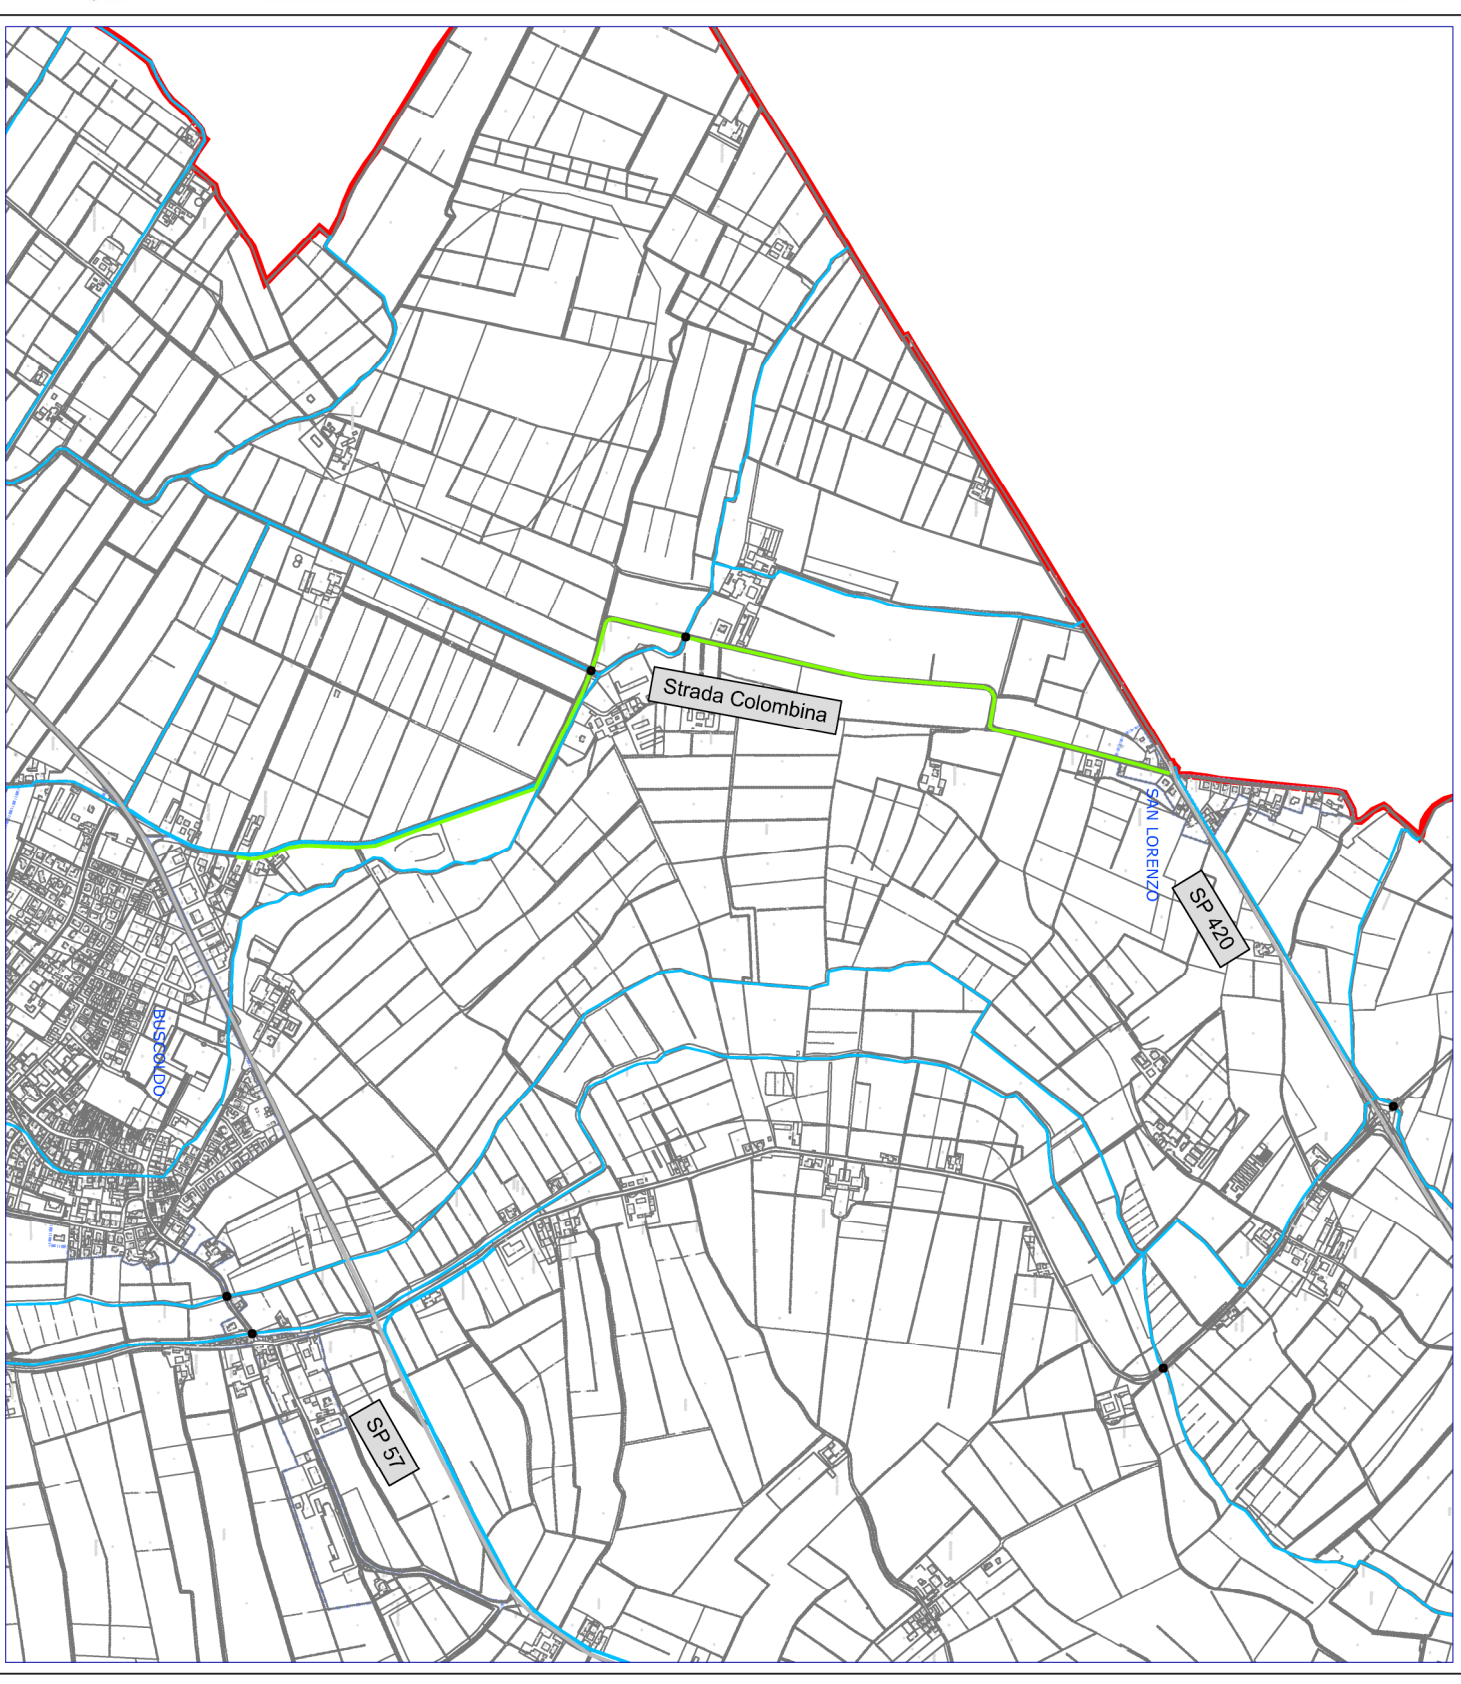 Strada Colombina
SAN LORENZO
SP 420
BUSCOLDO
SP 57